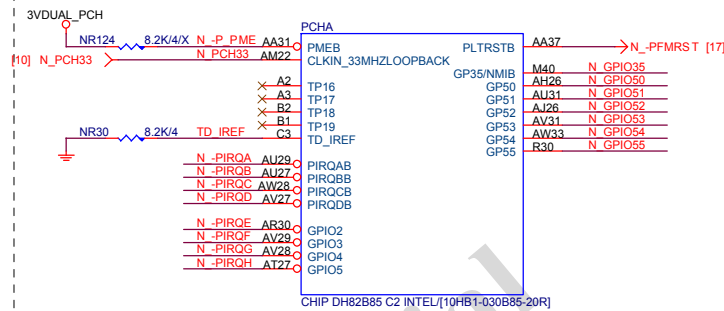 3VDUAL_PCH
PCHA
NR124 8.2K/4/X N_-P_PME AA31 PMEB PLTRSTB AA37 N_-PFMRST [17]
[10] N_PCH33 N_PCH33 AM22 CLKIN_33MHZLOOPBACK
GP35/NMIB M40 N_GPIO35
A2 TP16 GP50 AH26 N_GPIO50
A3 TP17 GP51 AU31 N_GPIO51
B2 TP18 GP52 AJ26 N_GPIO52
B1 TP19 GP53 AV31 N_GPIO53
NR30 8.2K/4 TD_IREF C3 TD_IREF GP54 AW33 N_GPIO54
GP55 R30 N_GPIO55
N_-PIRQA AU29 PIRQAB
N_-PIRQB AU27 PIRQBB
N_-PIRQC AW28 PIRQCB
N_-PIRQD AV27 PIRQDB
N_-PIRQE AR30 GPIO2
N_-PIRQF AV29 GPIO3
N_-PIRQG AV28 GPIO4
N_-PIRQH AT27 GPIO5
CHIP DH82B85 C2 INTEL/[10HB1-030B85-20R]